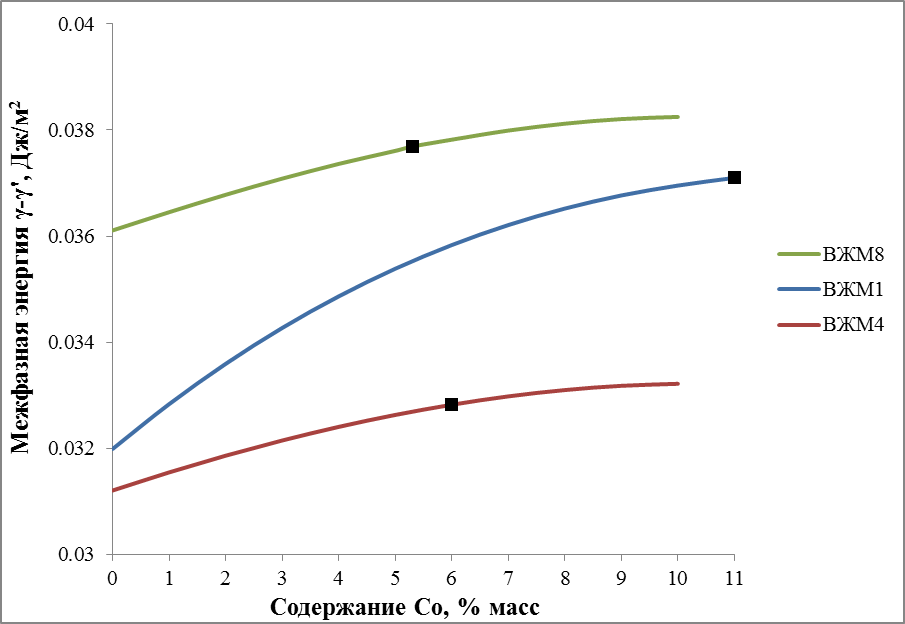 0.04
0.038
0.036
0.034
0.032
0.03
Межфазная энергия γ-γ', Дж/м²
0 1 2 3 4 5 6 7 8 9 10 11
Содержание Co, % масс
ВЖМ8
ВЖМ1
ВЖМ4